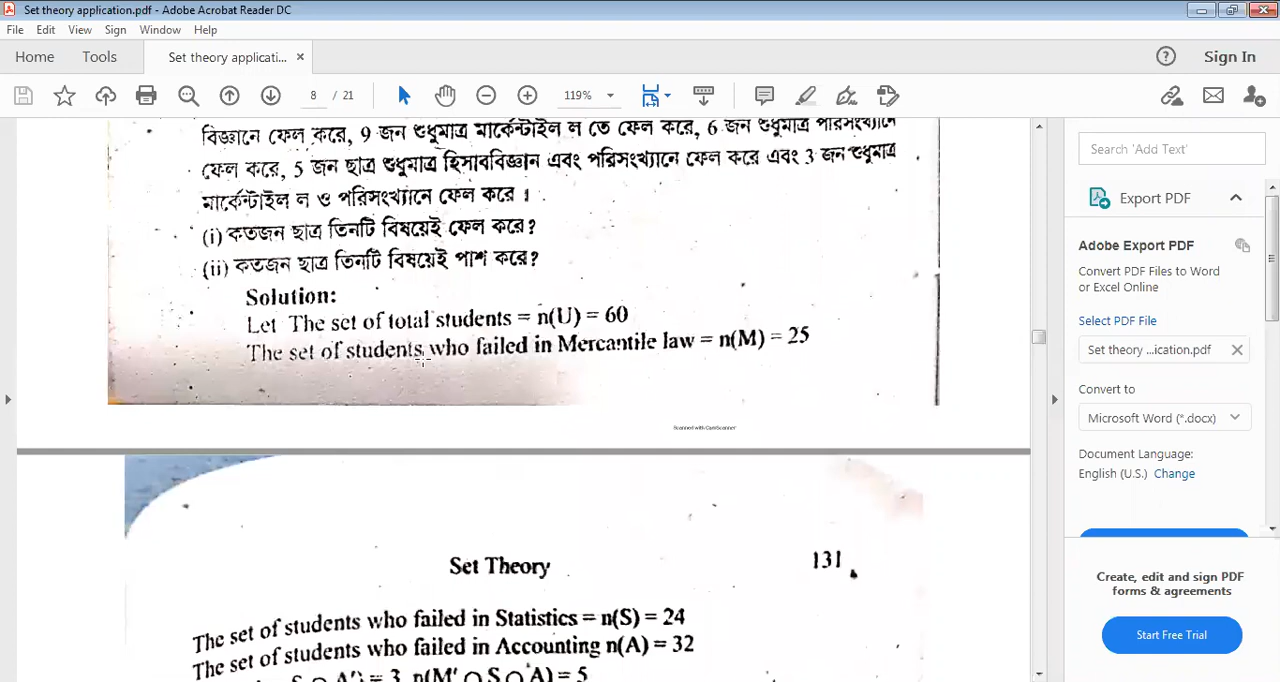 Set theory application.pdf - Adobe Acrobat Reader DC
File Edit View Sign Window Help
Home Tools Set theory applicati... × Sign In
8 / 21 119%
বিজ্ঞানে ফেল করে, 9 জন শুধুমাত্র মার্কেন্টাইল ল তে ফেল করে, 6 জন শুধুমাত্র পরিসংখ্যানে
ফেল করে, 5 জন ছাত্র শুধুমাত্র হিসাববিজ্ঞান এবং পরিসংখ্যানে ফেল করে এবং 3 জন শুধুমাত্র
মার্কেন্টাইল ল ও পরিসংখ্যানে ফেল করে ।
(i) কতজন ছাত্র তিনটি বিষয়েই ফেল করে?
(ii) কতজন ছাত্র তিনটি বিষয়েই পাশ করে?
Solution:
Let The set of total students = n(U) = 60
The set of students who failed in Mercantile law = n(M) = 25
Scanned with CamScanner
Set Theory 131
The set of students who failed in Statistics = n(S) = 24
The set of students who failed in Accounting n(A) = 32
S ∩ A′) = 3, n(M′ ∩ S ∩ A) = 5
Search 'Add Text'
Export PDF
Adobe Export PDF
Convert PDF Files to Word
or Excel Online
Select PDF File
Set theory ...ication.pdf ×
Convert to
Microsoft Word (*.docx)
Document Language:
English (U.S.) Change
Create, edit and sign PDF
forms & agreements
Start Free Trial